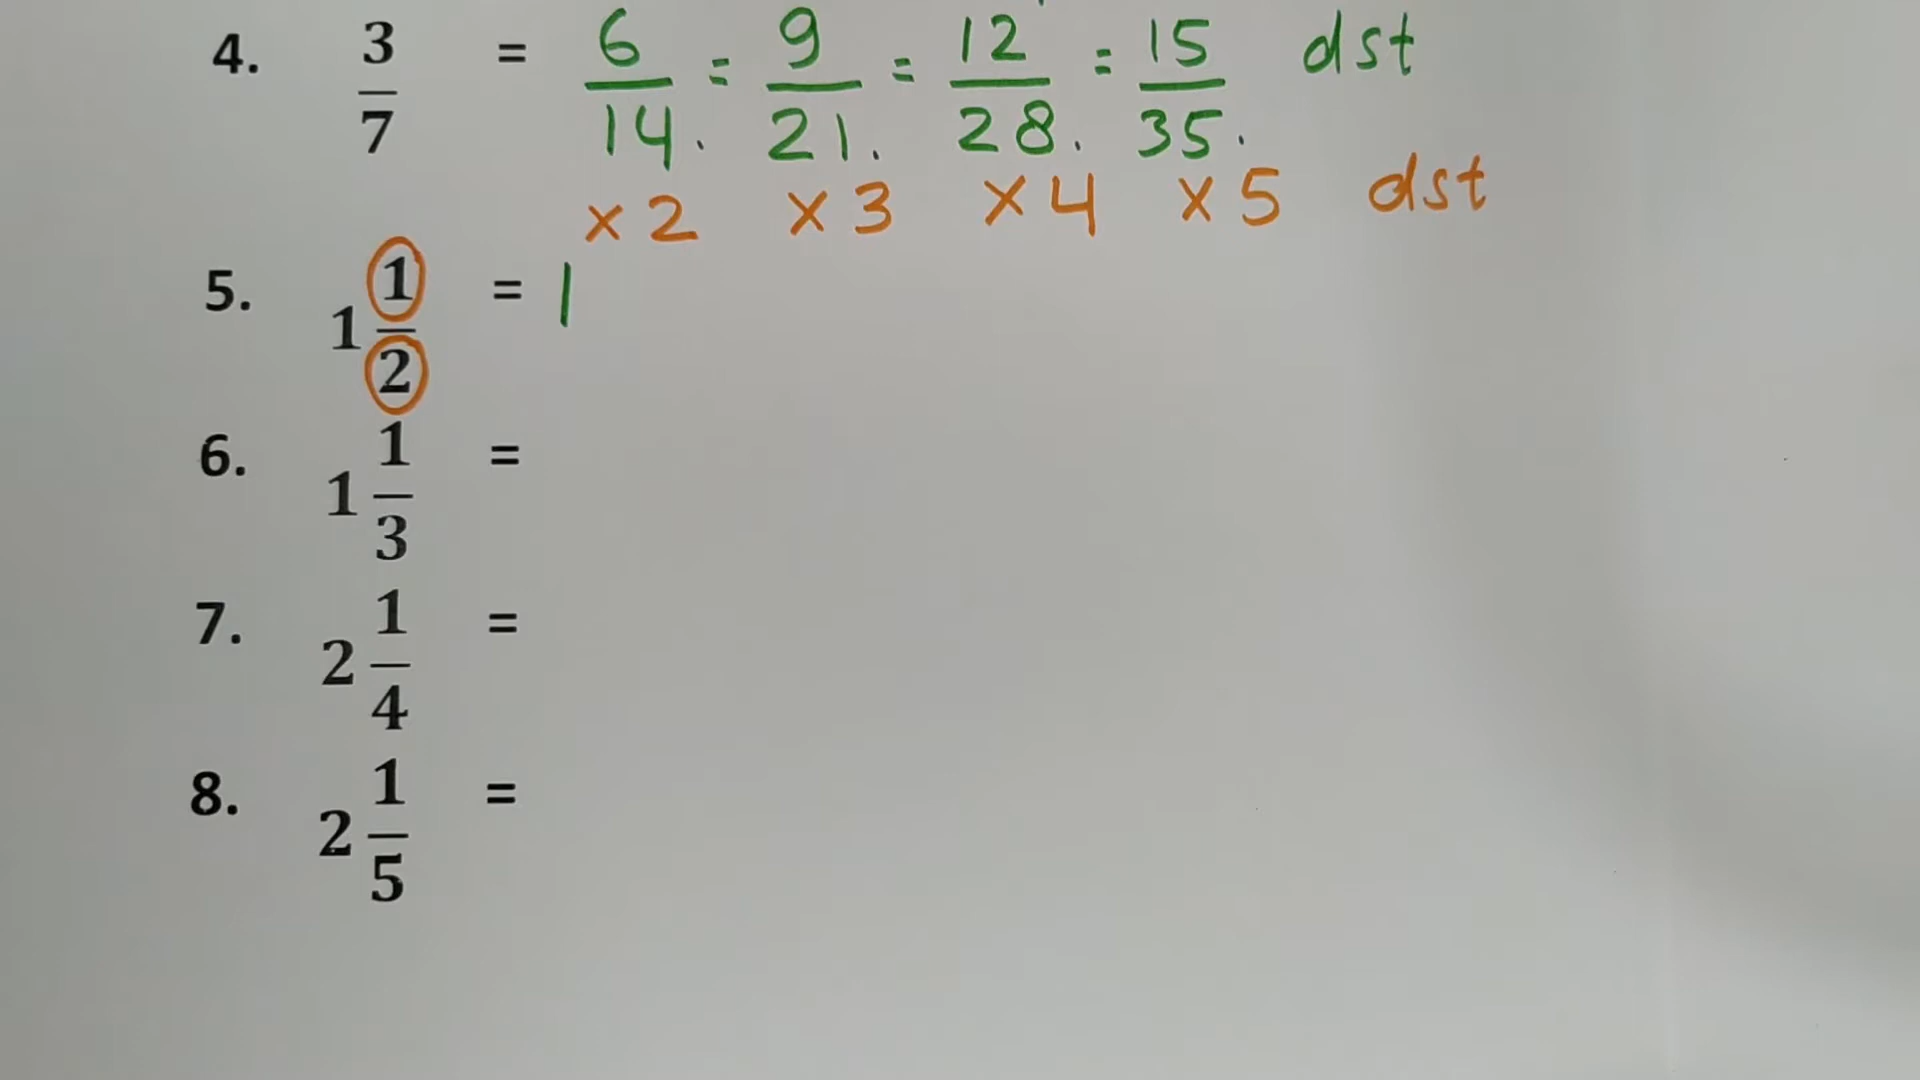 4. 3/7 = 6/14. = 9/21. = 12/28. = 15/35. dst
×2 ×3 ×4 ×5 dst
5. 1 1/2 = 1
6. 1 1/3 =
7. 2 1/4 =
8. 2 1/5 =